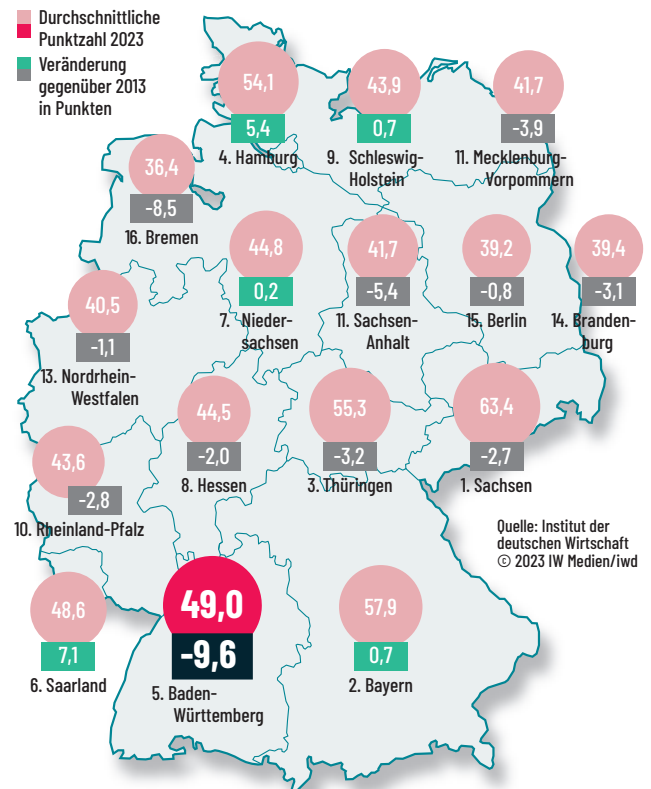 Durchschnittliche
Punktzahl 2023
Veränderung
gegenüber 2013
in Punkten
54,1
5,4
4. Hamburg
43,9
0,7
9. Schleswig-
Holstein
41,7
-3,9
11. Mecklenburg-
Vorpommern
36,4
-8,5
16. Bremen
44,8
0,2
7. Nieder-
sachsen
41,7
-5,4
11. Sachsen-
Anhalt
39,2
-0,8
15. Berlin
39,4
-3,1
14. Branden-
burg
40,5
-1,1
13. Nordrhein-
Westfalen
44,5
-2,0
8. Hessen
55,3
-3,2
3. Thüringen
63,4
-2,7
1. Sachsen
43,6
-2,8
10. Rheinland-Pfalz
Quelle: Institut der
deutschen Wirtschaft
© 2023 IW Medien/iwd
48,6
7,1
6. Saarland
49,0
-9,6
5. Baden-
Württemberg
57,9
0,7
2. Bayern